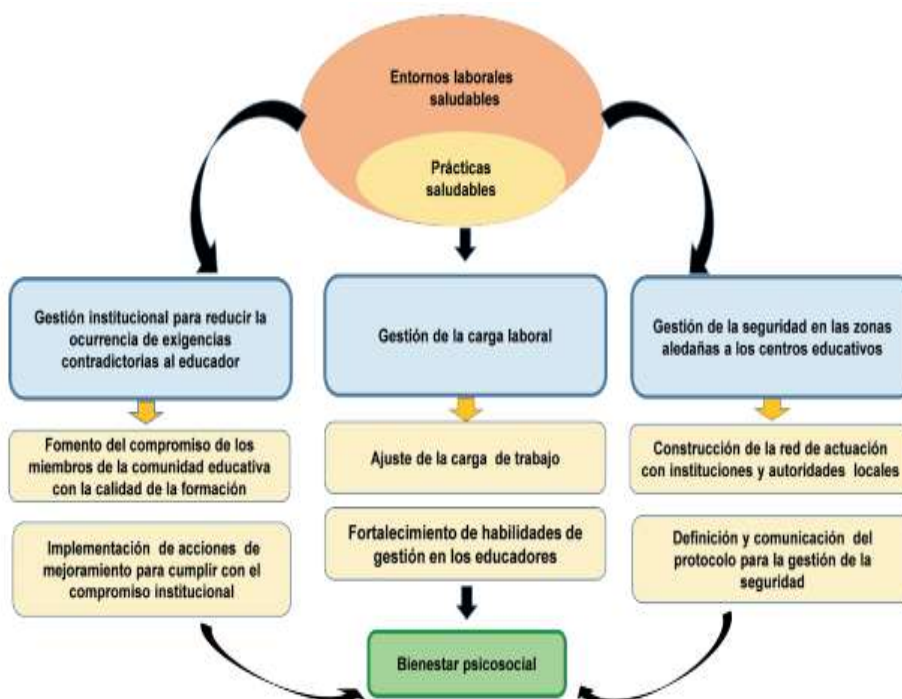 Entornos laborales
saludables
Prácticas
saludables
Gestión institucional para reducir la
ocurrencia de exigencias
contradictorias al educador
Gestión de la carga laboral
Gestión de la seguridad en las zonas
aledañas a los centros educativos
Fomento del compromiso de los
miembros de la comunidad educativa
con la calidad de la formación
Ajuste de la carga de trabajo
Construcción de la red de actuación
con instituciones y autoridades locales
Implementación de acciones de
mejoramiento para cumplir con el
compromiso institucional
Fortalecimiento de habilidades de
gestión en los educadores
Definición y comunicación del
protocolo para la gestión de la
seguridad
Bienestar psicosocial